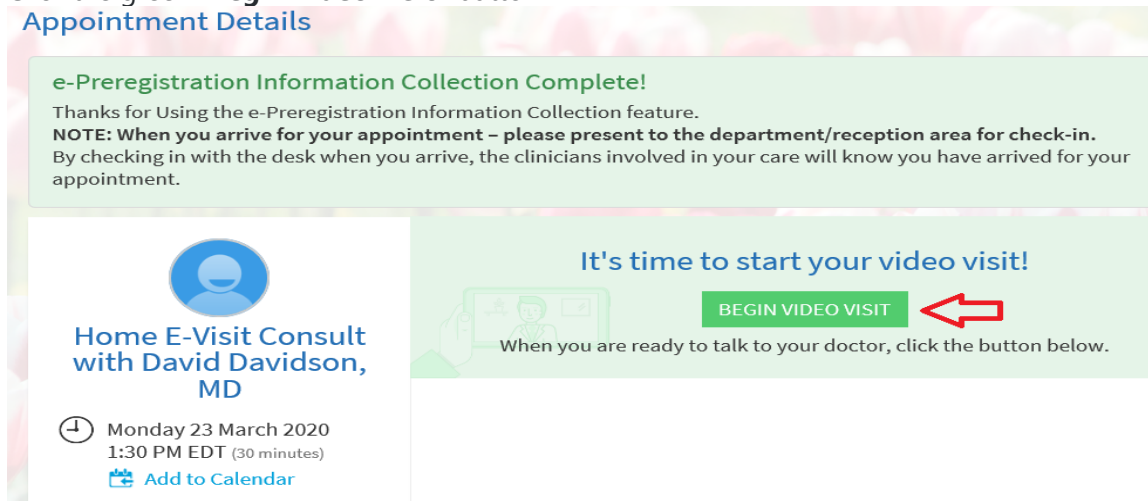 Appointment Details
e-Preregistration Information Collection Complete!
Thanks for Using the e-Preregistration Information Collection feature.
NOTE: When you arrive for your appointment – please present to the department/reception area for check-in.
By checking in with the desk when you arrive, the clinicians involved in your care will know you have arrived for your
appointment.
Home E-Visit Consult
with David Davidson,
MD
Monday 23 March 2020
1:30 PM EDT (30 minutes)
Add to Calendar
It's time to start your video visit!
BEGIN VIDEO VISIT
When you are ready to talk to your doctor, click the button below.